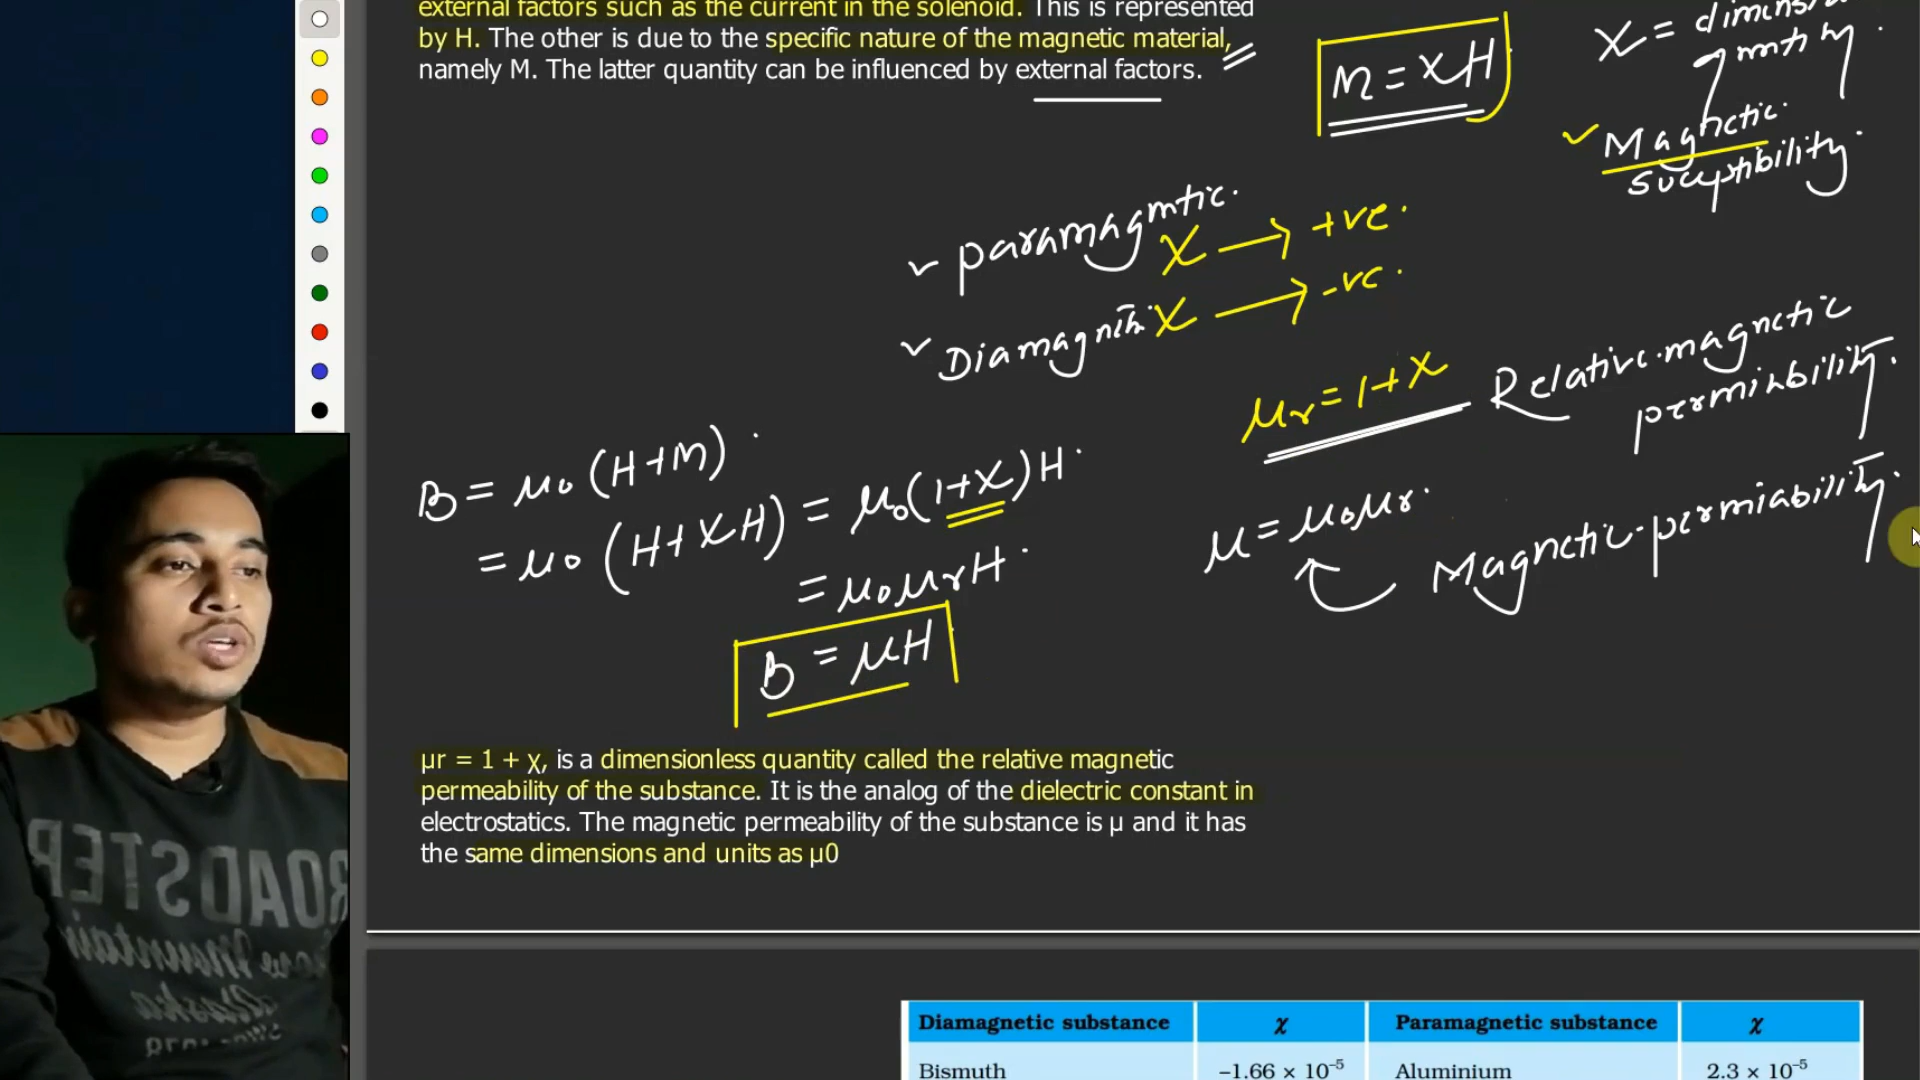 external factors such as the current in the solenoid. This is represented
by H. The other is due to the specific nature of the magnetic material,
namely M. The latter quantity can be influenced by external factors.
M = χH
χ =
Magnetic
paramagnetic. χ → +ve.
Diamagnetic χ → -ve.
μr = 1+χ Relative magnetic
B = μ0 (H+M)
= μ0 (H+χH) = μ0(1+χ)H
= μ0μrH
B = μH
μ = μ0μr. Magnetic permiability.
μr = 1 + χ, is a dimensionless quantity called the relative magnetic
permeability of the substance. It is the analog of the dielectric constant in
electrostatics. The magnetic permeability of the substance is μ and it has
the same dimensions and units as μ0
Diamagnetic substance χ Paramagnetic substance χ
Bismuth –1.66 × 10⁻⁵ Aluminium 2.3 × 10⁻⁵
ROADSTER